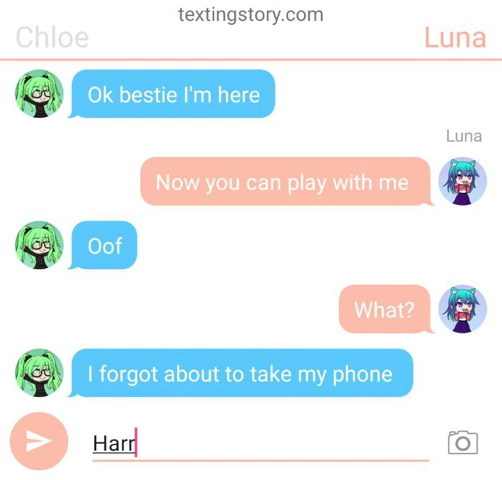 textingstory.com
Chloe
Luna
Ok bestie I'm here
Luna
Now you can play with me
Oof
What?
I forgot about to take my phone
Harr